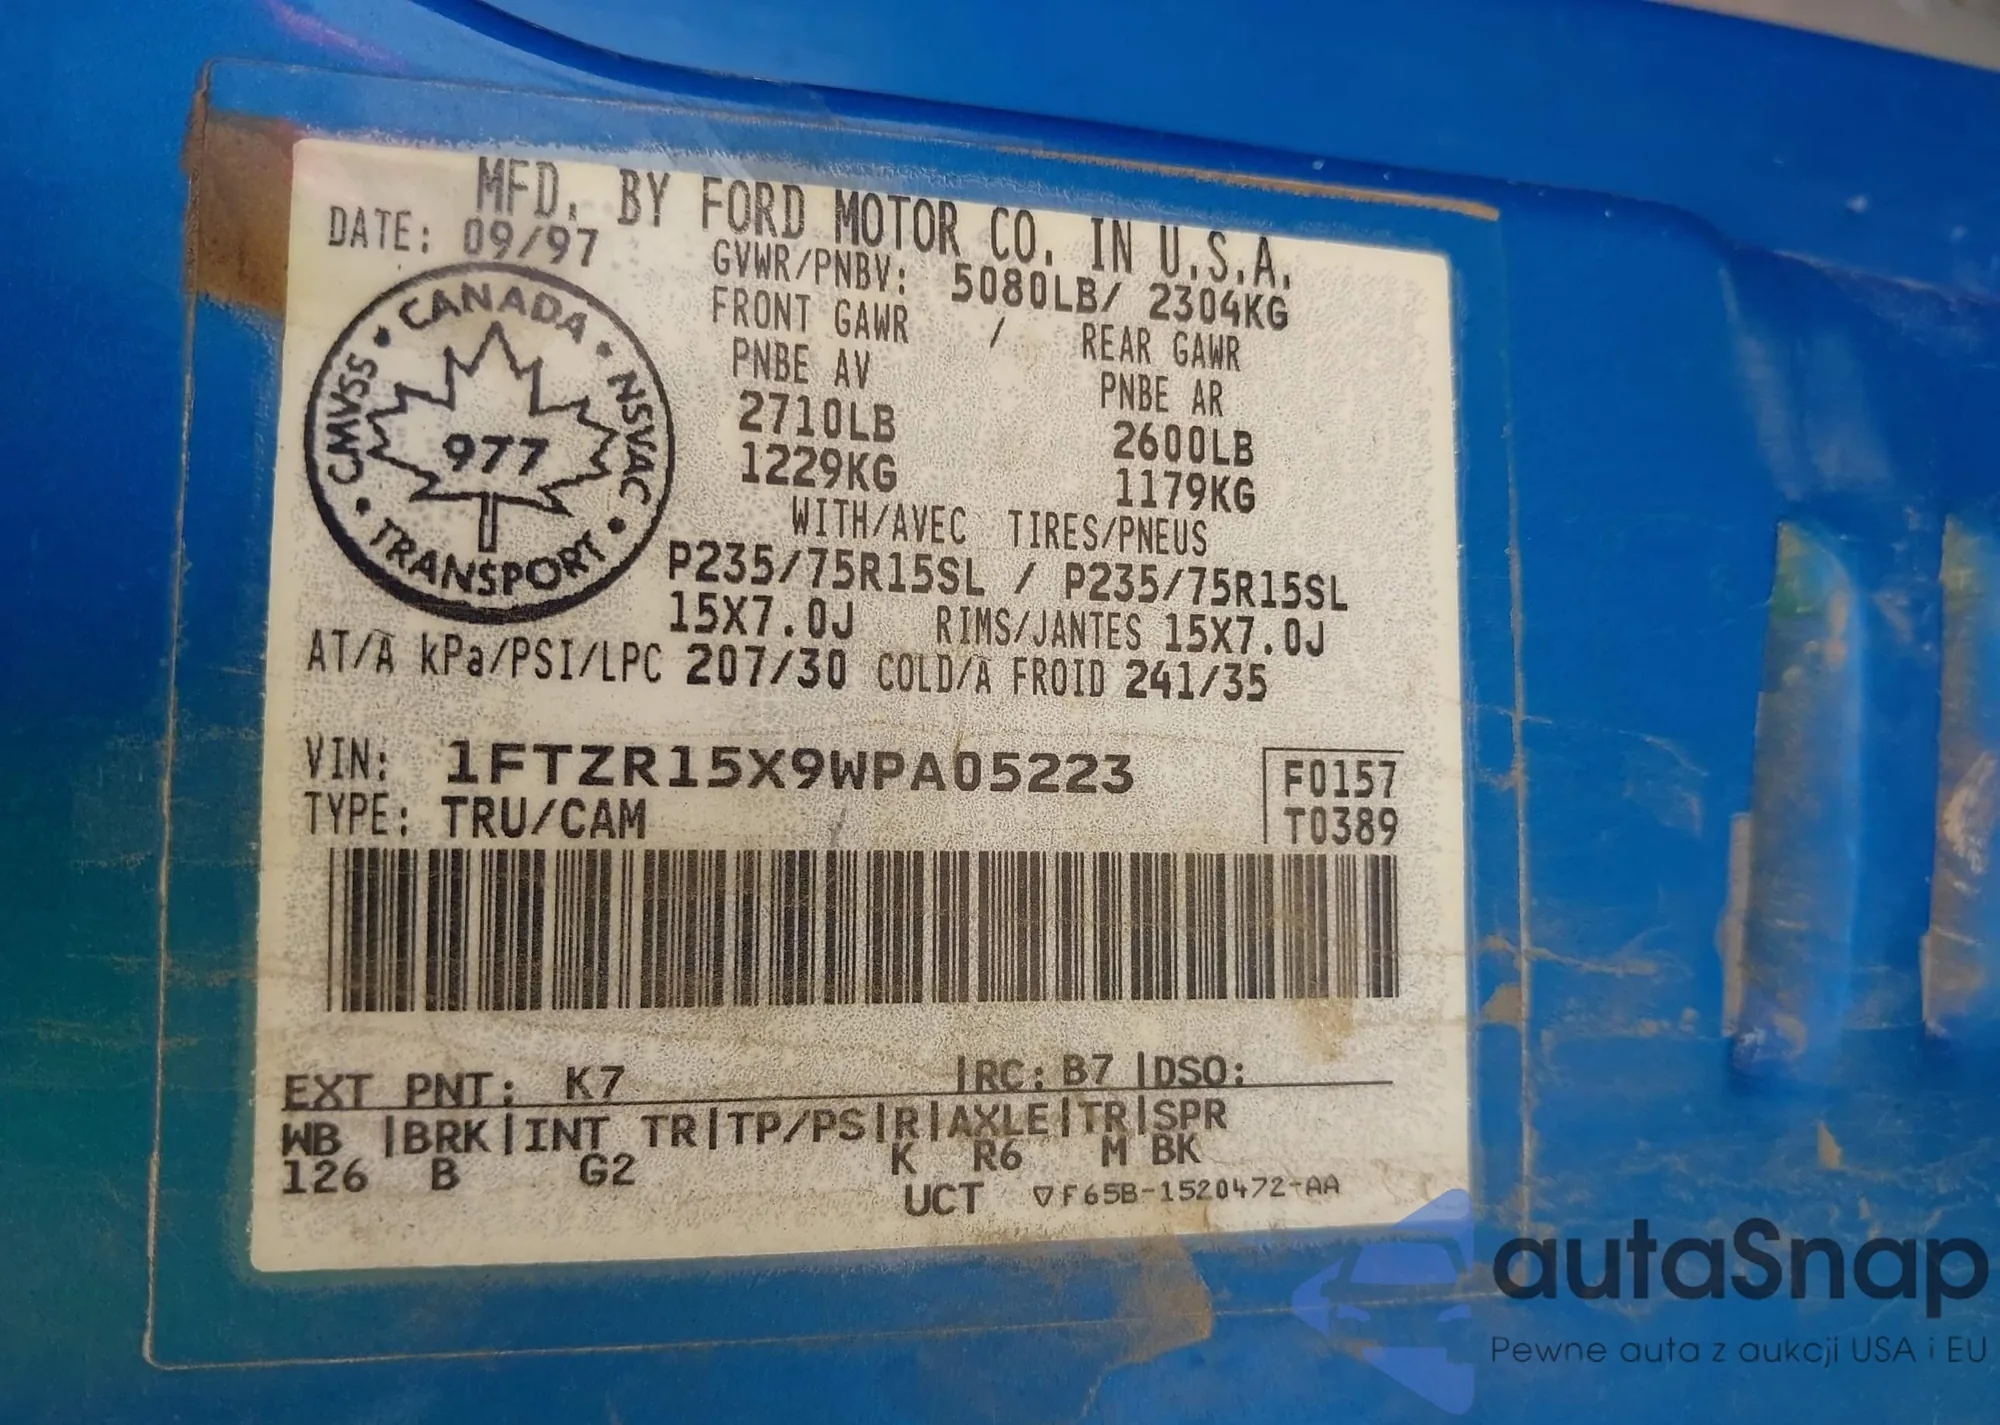 MFD. BY FORD MOTOR CO. IN U.S.A.
DATE: 09/97
GVWR/PNBV: 5080LB/ 2304KG
FRONT GAWR / REAR GAWR
PNBE AV PNBE AR
2710LB 2600LB
1229KG 1179KG
WITH/AVEC TIRES/PNEUS
P235/75R15SL / P235/75R15SL
15X7.0J RIMS/JANTES 15X7.0J
AT/À kPa/PSI/LPC 207/30 COLD/À FROID 241/35
CANADA
CMVSS NSVAC
977
TRANSPORT
VIN: 1FTZR15X9WPA05223
TYPE: TRU/CAM
F0157
T0389
EXT PNT: K7 |RC: B7 |DSO:
WB |BRK|INT TR|TP/PS|R|AXLE|TR|SPR
126 B G2 K R6 M BK
UCT ▽F65B-1520472-AA
autaSnap
Pewne auta z aukcji USA i EU